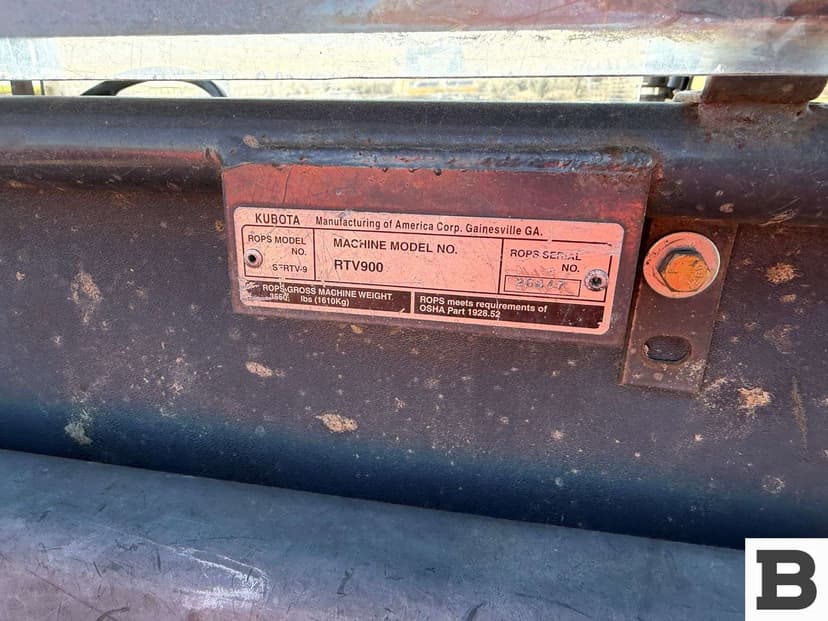 KUBOTA Manufacturing of America Corp. Gainesville GA.
ROPS MODEL NO.
MACHINE MODEL NO.
RTV900
ROPS SERIAL NO.
ROPS GROSS MACHINE WEIGHT
lbs (1610Kg)
ROPS meets requirements of
OSHA Part 1928.52
B